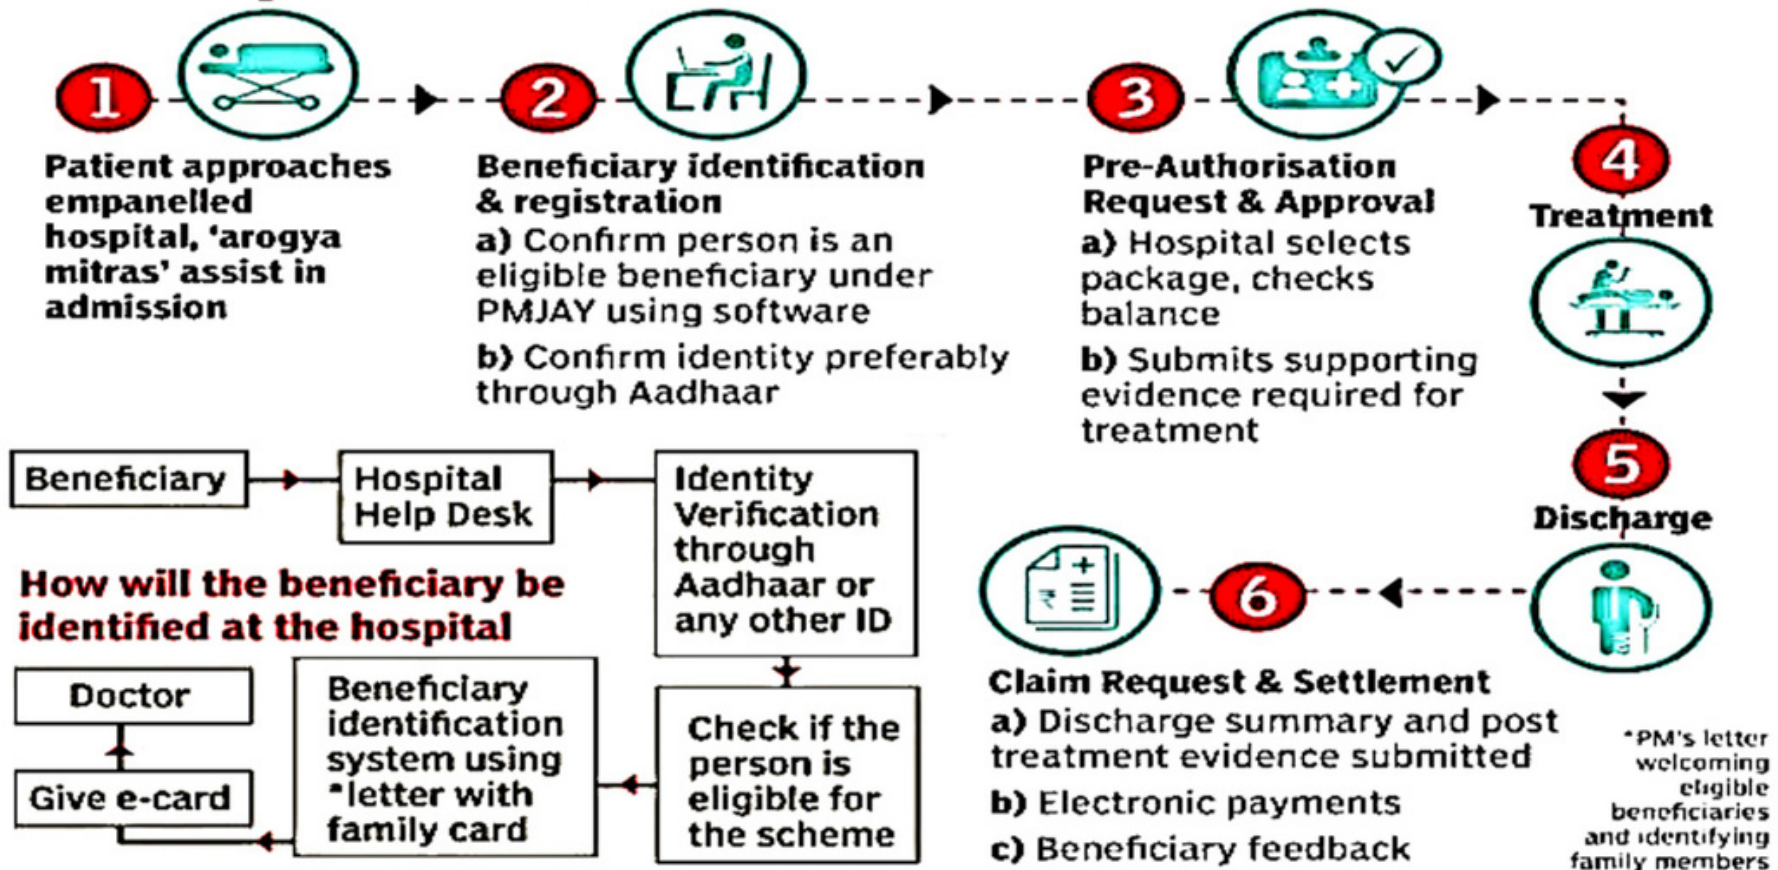 1
Patient approaches
empanelled
hospital, ‘arogya
mitras’ assist in
admission
2
Beneficiary identification
& registration
a) Confirm person is an
eligible beneficiary under
PMJAY using software
b) Confirm identity preferably
through Aadhaar
3
Pre-Authorisation
Request & Approval
a) Hospital selects
package, checks
balance
b) Submits supporting
evidence required for
treatment
4
Treatment
5
Discharge
6
Claim Request & Settlement
a) Discharge summary and post
treatment evidence submitted
b) Electronic payments
c) Beneficiary feedback
How will the beneficiary be
identified at the hospital
Beneficiary
Hospital
Help Desk
Identity
Verification
through
Aadhaar or
any other ID
Check if the
person is
eligible for
the scheme
Beneficiary
identification
system using
*letter with
family card
Give e-card
Doctor
*PM's letter
welcoming
eligible
beneficiaries
and identifying
family members